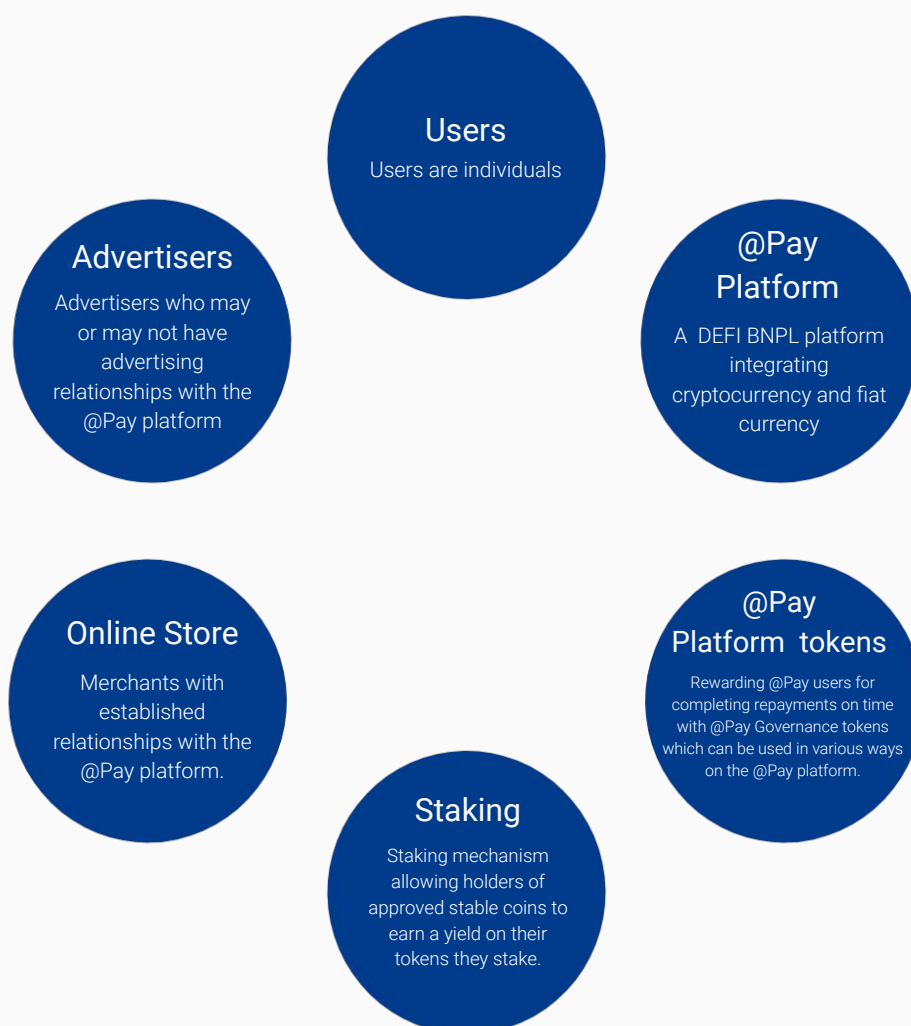 Users
Users are individuals
Advertisers
Advertisers who may
or may not have
advertising
relationships with the
@Pay platform
@Pay
Platform
A DEFI BNPL platform
integrating
cryptocurrency and fiat
currency
Online Store
Merchants with
established
relationships with the
@Pay platform.
@Pay
Platform tokens
Rewarding @Pay users for
completing repayments on time
with @Pay Governance tokens
which can be used in various ways
on the @Pay platform.
Staking
Staking mechanism
allowing holders of
approved stable coins to
earn a yield on their
tokens they stake.